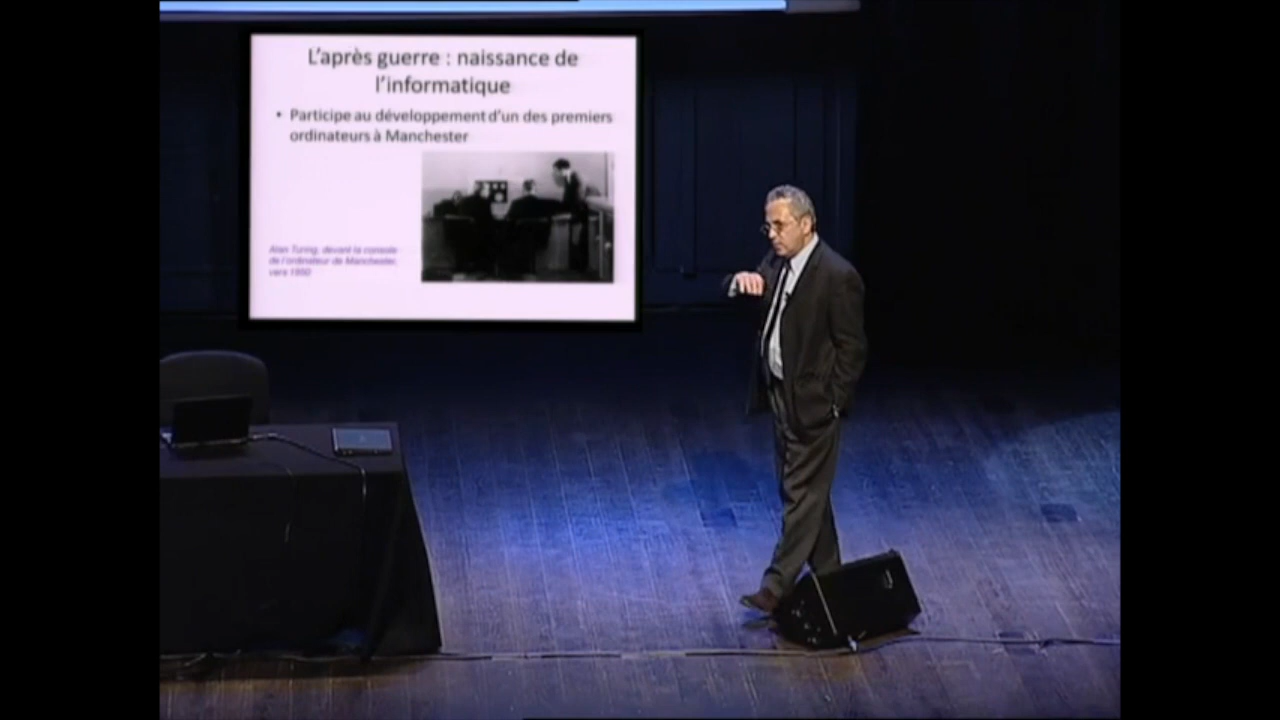 L'après guerre : naissance de
l'informatique
• Participe au développement d'un des premiers
ordinateurs à Manchester
Alan Turing, devant la console
de l'ordinateur de Manchester,
vers 1950